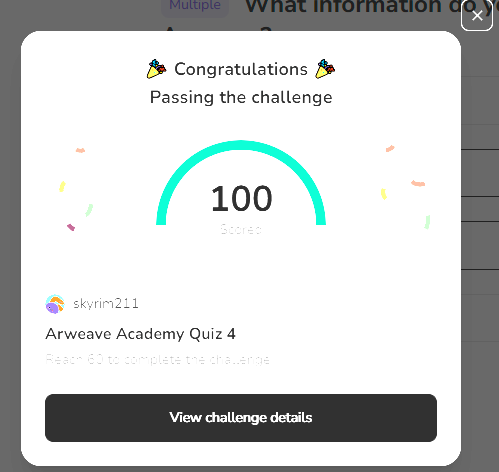 Multiple What information do yo
🎉 Congratulations 🎉
Passing the challenge
100
Scored
skyrim211
Arweave Academy Quiz 4
Reach 60 to complete the challenge
View challenge details